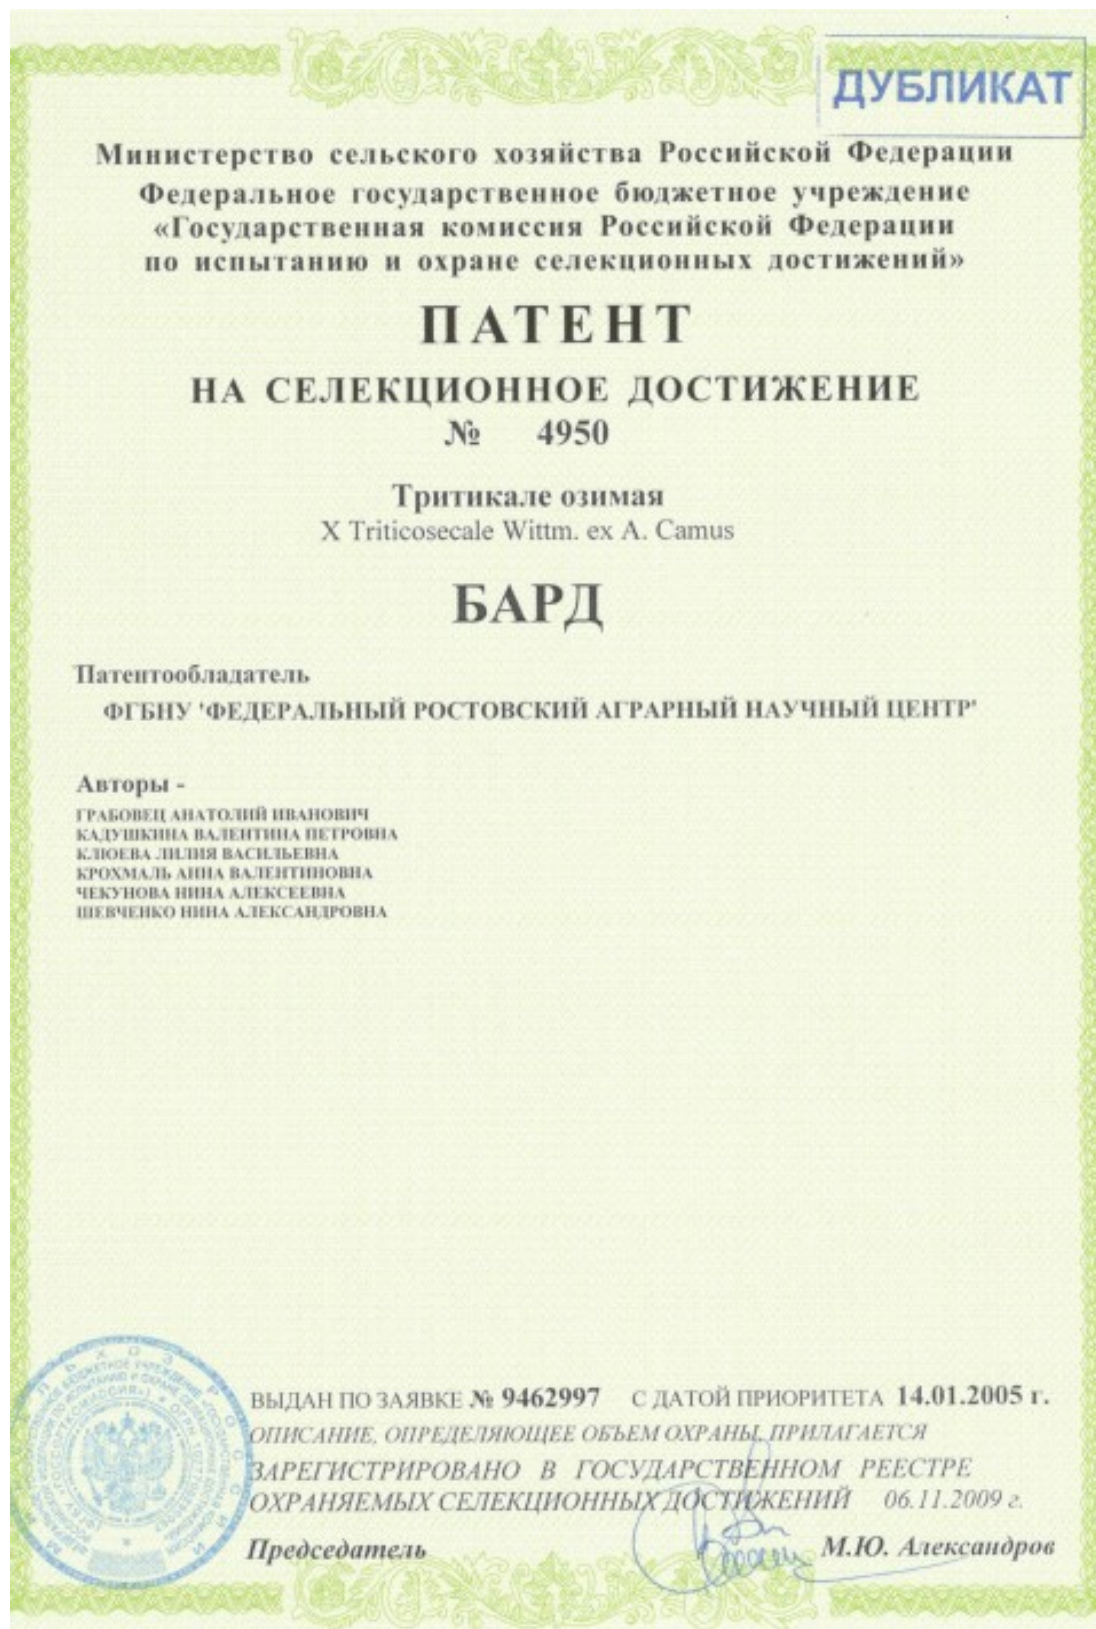 ДУБЛИКАТ
Министерство сельского хозяйства Российской Федерации
Федеральное государственное бюджетное учреждение
«Государственная комиссия Российской Федерации
по испытанию и охране селекционных достижений»
ПАТЕНТ
НА СЕЛЕКЦИОННОЕ ДОСТИЖЕНИЕ
№ 4950
Тритикале озимая
X Triticosecale Wittm. ex A. Camus
БАРД
Патентообладатель
ФГБНУ 'ФЕДЕРАЛЬНЫЙ РОСТОВСКИЙ АГРАРНЫЙ НАУЧНЫЙ ЦЕНТР'
Авторы -
ГРАБОВЕЦ АНАТОЛИЙ ИВАНОВИЧ
КАДУШКИНА ВАЛЕНТИНА ПЕТРОВНА
КЛЮЕВА ЛИЛИЯ ВАСИЛЬЕВНА
КРОХМАЛЬ АННА ВАЛЕНТИНОВНА
ЧЕКУНОВА НИНА АЛЕКСЕЕВНА
ШЕВЧЕНКО НИНА АЛЕКСАНДРОВНА
ВЫДАН ПО ЗАЯВКЕ № 9462997 С ДАТОЙ ПРИОРИТЕТА 14.01.2005 г.
ОПИСАНИЕ, ОПРЕДЕЛЯЮЩЕЕ ОБЪЕМ ОХРАНЫ, ПРИЛАГАЕТСЯ
ЗАРЕГИСТРИРОВАНО В ГОСУДАРСТВЕННОМ РЕЕСТРЕ
ОХРАНЯЕМЫХ СЕЛЕКЦИОННЫХ ДОСТИЖЕНИЙ 06.11.2009 г.
Председатель М.Ю. Александров